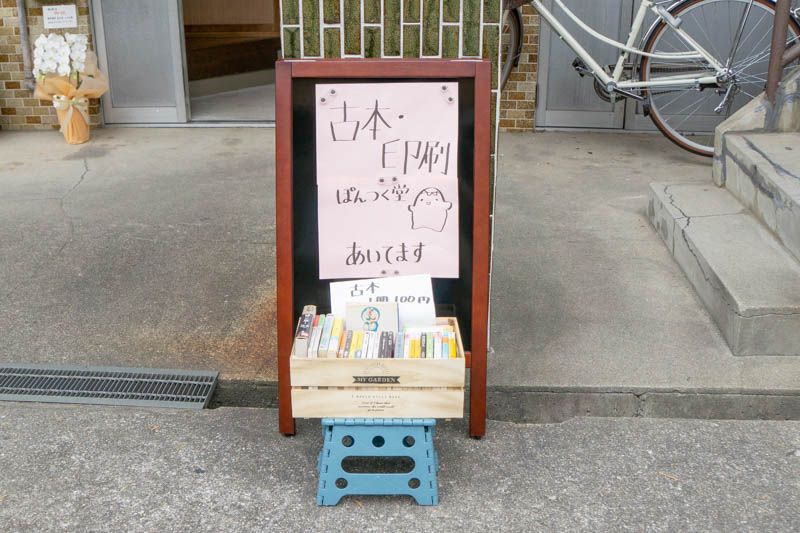 古本・
印刷
ぽんつく堂
あいてます
古本
1冊100円
MY GARDEN